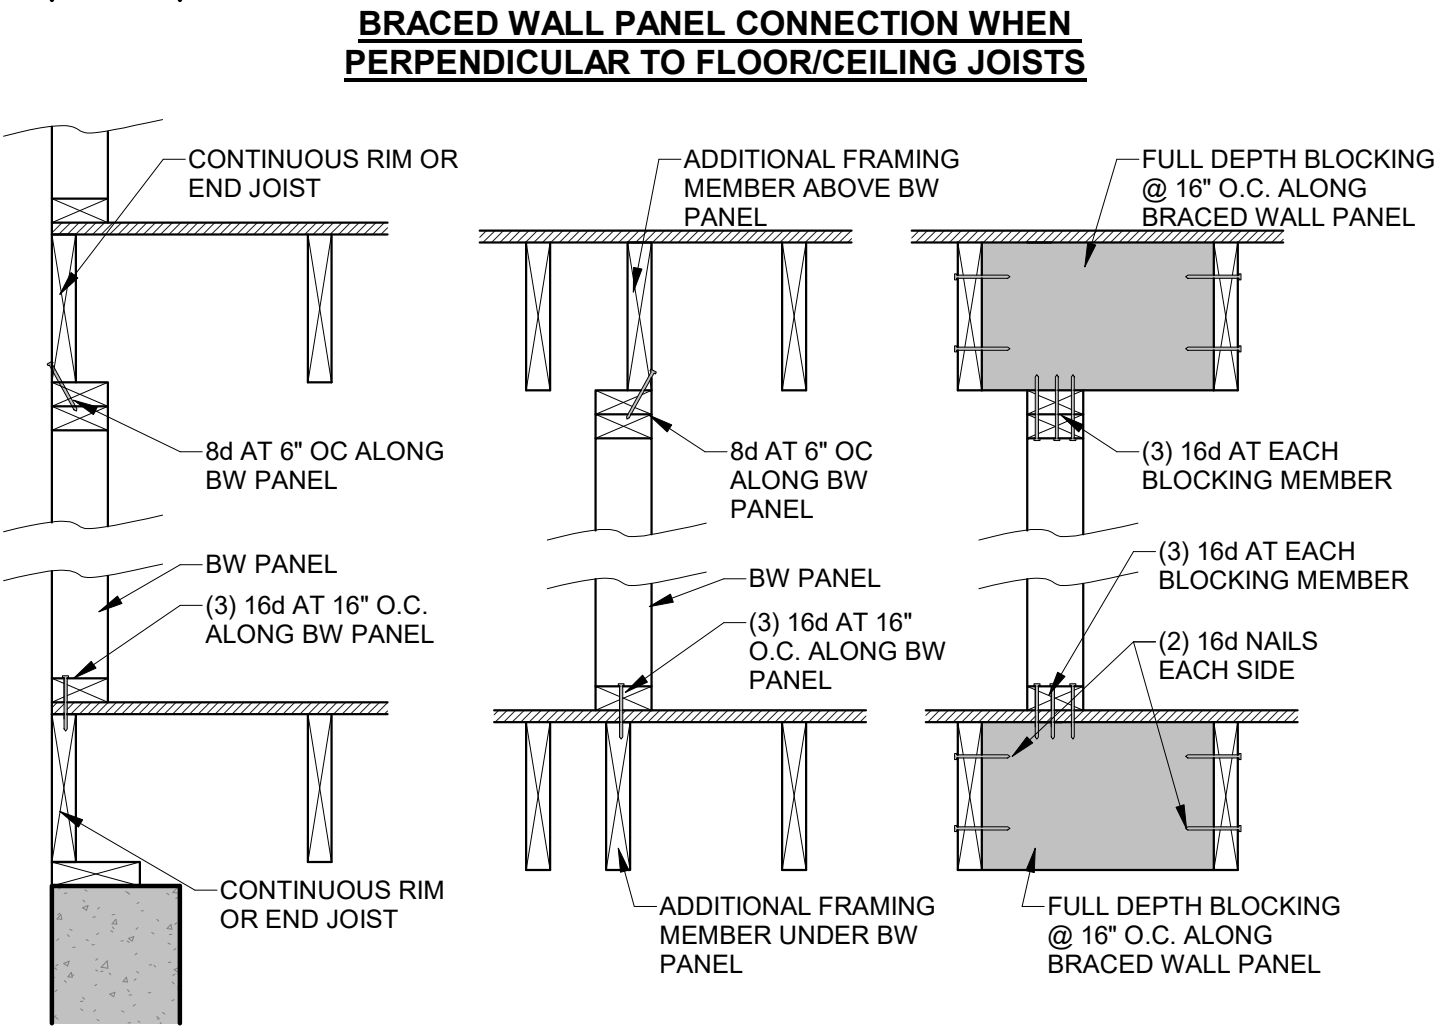 BRACED WALL PANEL CONNECTION WHEN
PERPENDICULAR TO FLOOR/CEILING JOISTS
CONTINUOUS RIM OR
END JOIST
8d AT 6" OC ALONG
BW PANEL
BW PANEL
(3) 16d AT 16" O.C.
ALONG BW PANEL
CONTINUOUS RIM
OR END JOIST
ADDITIONAL FRAMING
MEMBER ABOVE BW
PANEL
8d AT 6" OC
ALONG BW
PANEL
BW PANEL
(3) 16d AT 16"
O.C. ALONG BW
PANEL
ADDITIONAL FRAMING
MEMBER UNDER BW
PANEL
FULL DEPTH BLOCKING
@ 16" O.C. ALONG
BRACED WALL PANEL
(3) 16d AT EACH
BLOCKING MEMBER
(3) 16d AT EACH
BLOCKING MEMBER
(2) 16d NAILS
EACH SIDE
FULL DEPTH BLOCKING
@ 16" O.C. ALONG
BRACED WALL PANEL